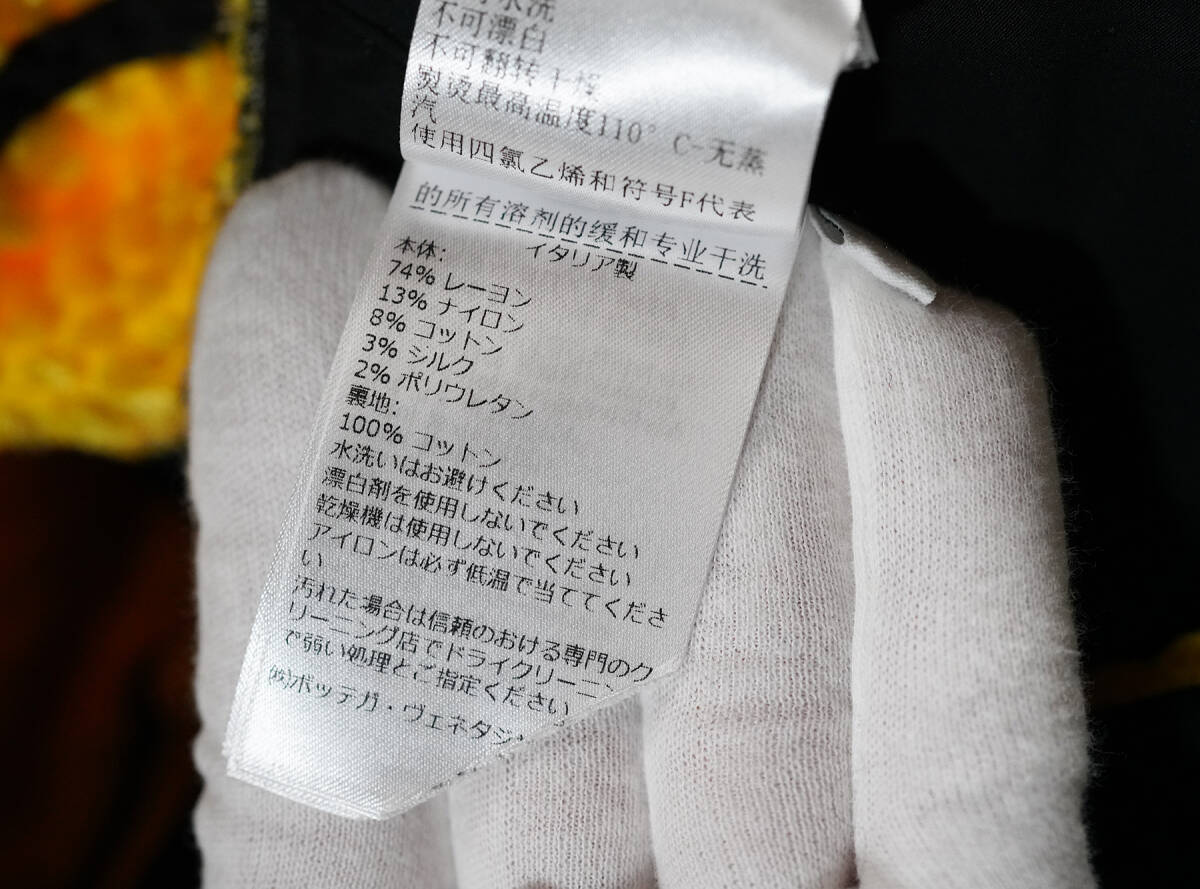 水洗
不可漂白
不可翻转干燥
熨烫最高温度110° C-无蒸
汽
使用四氯乙烯和符号F代表
的所有溶剂的缓和专业干洗
本体: イタリア製
74% レーヨン
13% ナイロン
8% コットン
3% シルク
2% ポリウレタン
裏地:
100% コットン
水洗いはお避けください
漂白剤を使用しないでください
乾燥機は使用しないでください
アイロンは必ず低温で当ててくださ
い
汚れた場合は信頼のおける専門のク
リーニング店でドライクリーニン
で弱い処理とご指定ください
㈱ボッテガ・ヴェネタジ